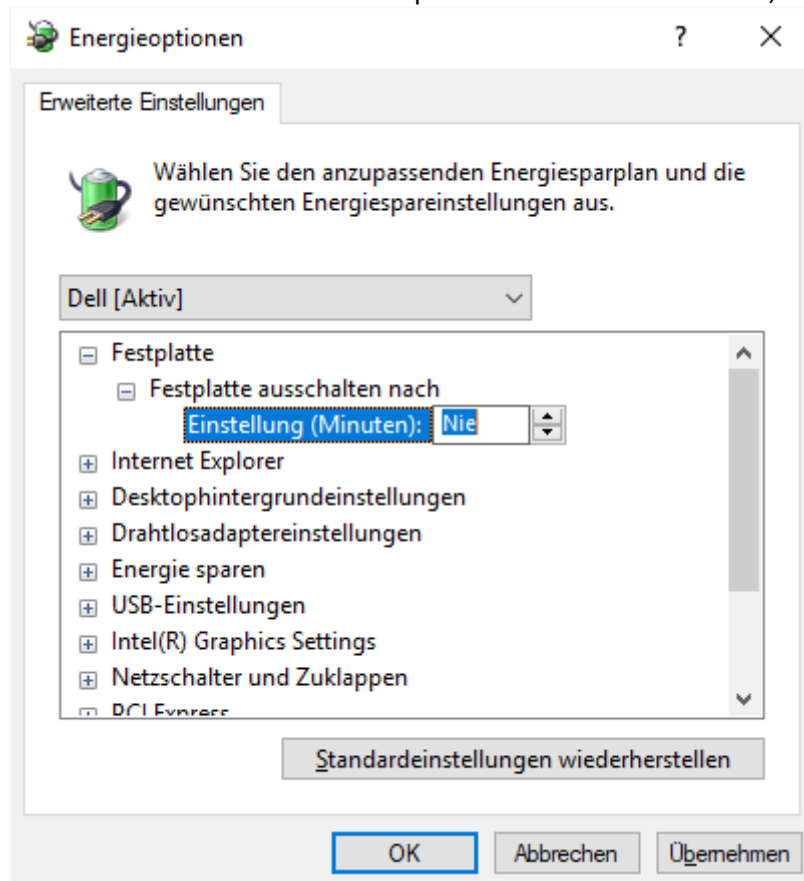 Energieoptionen
Erweiterte Einstellungen
Wählen Sie den anzupassenden Energiesparplan und die
gewünschten Energiespareinstellungen aus.
Dell [Aktiv]
Festplatte
Festplatte ausschalten nach
Einstellung (Minuten): Nie
Internet Explorer
Desktophintergrundeinstellungen
Drahtlosadaptereinstellungen
Energie sparen
USB-Einstellungen
Intel(R) Graphics Settings
Netzschalter und Zuklappen
PCI Express
Standardeinstellungen wiederherstellen
OK Abbrechen Übernehmen